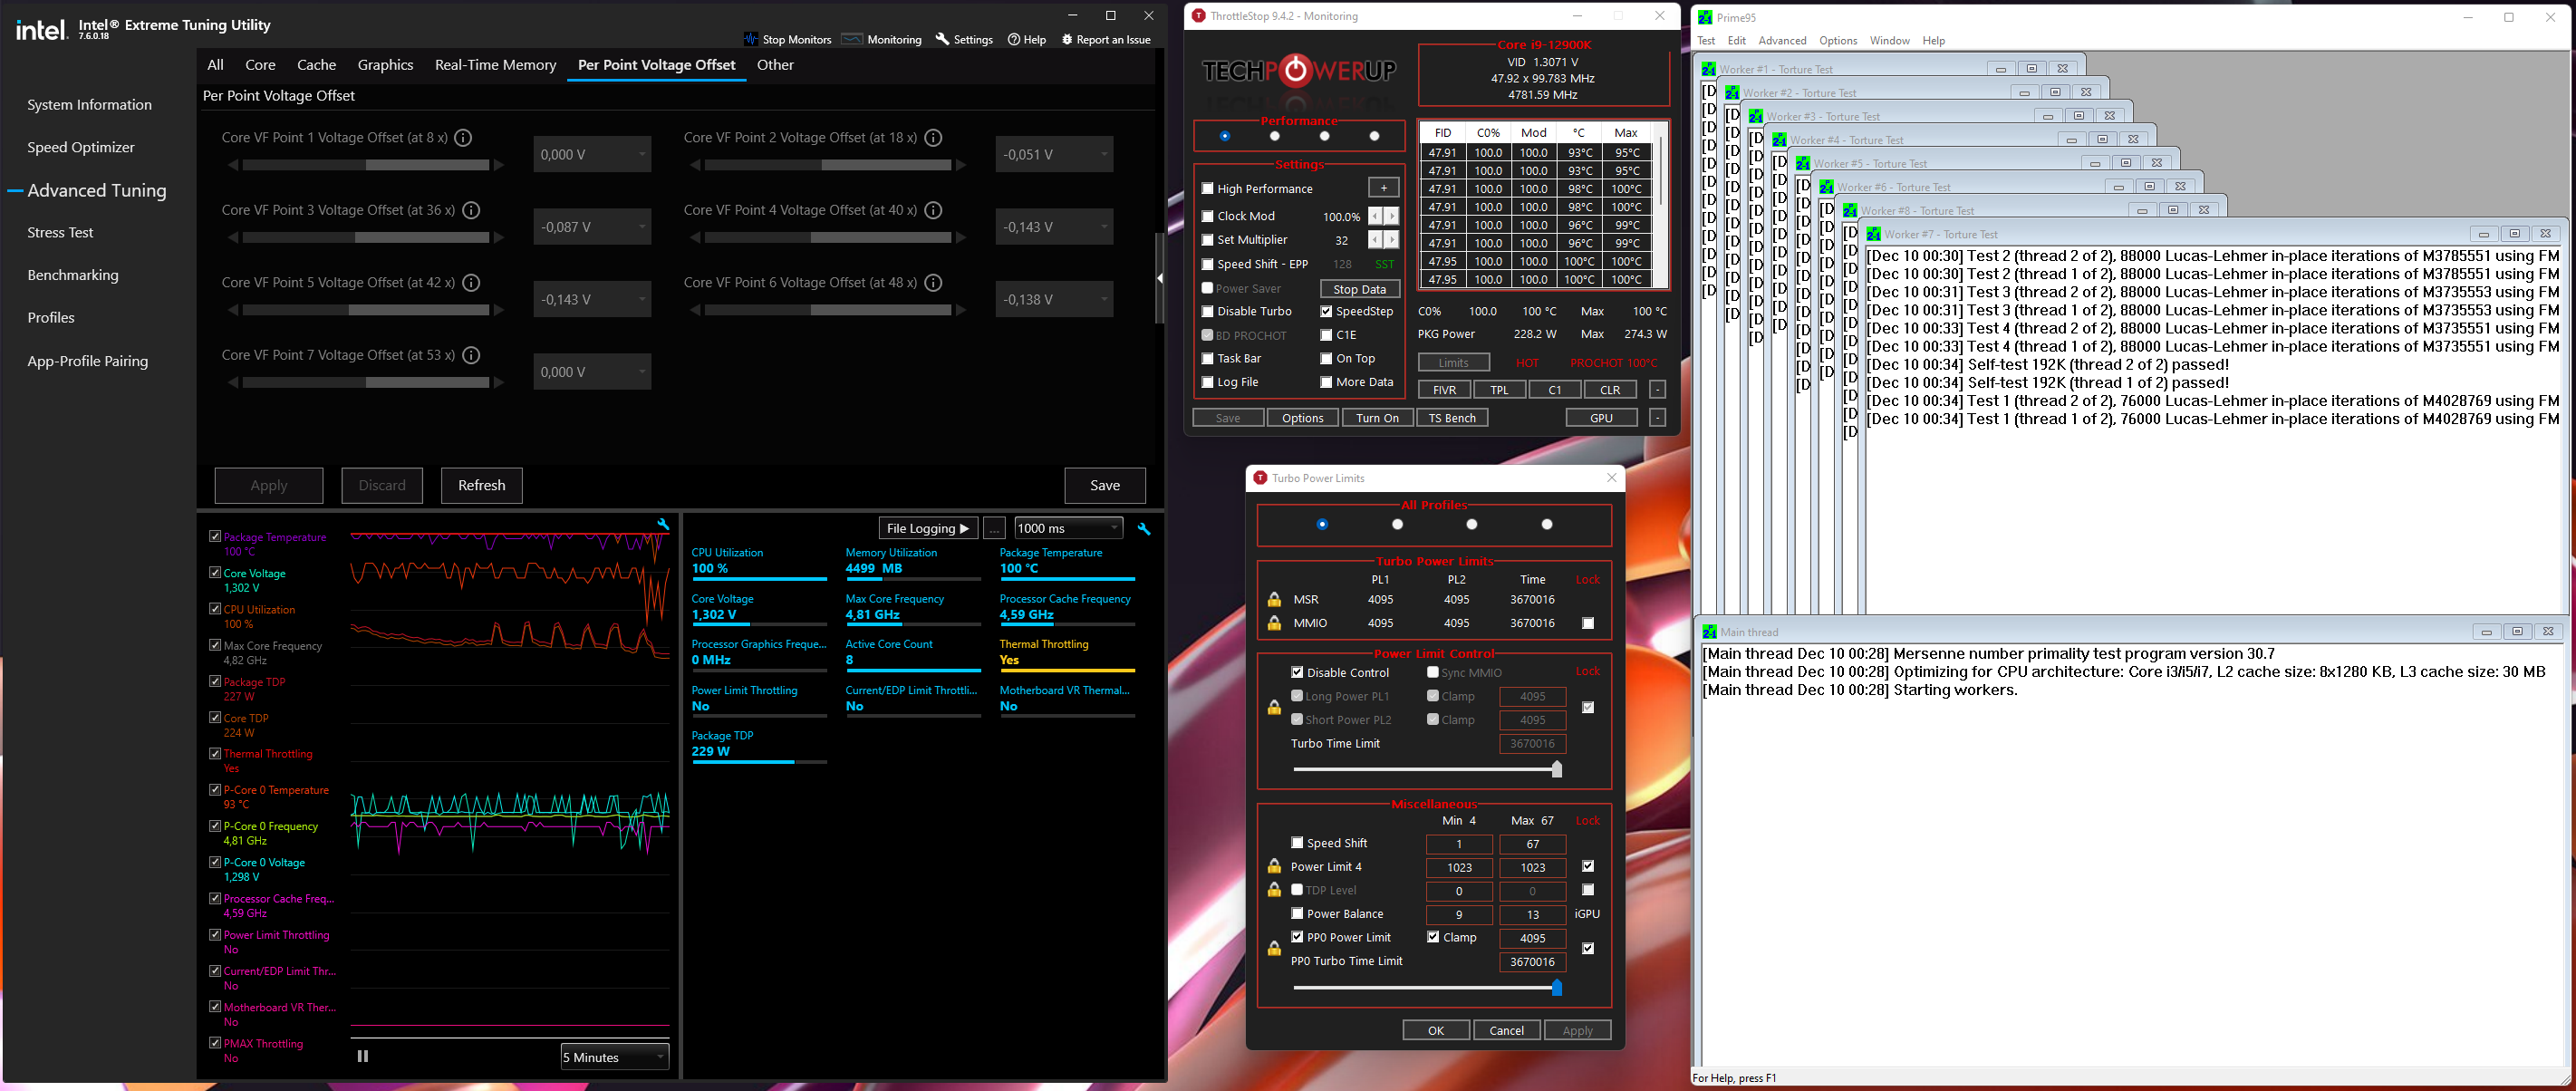 intel.
Intel® Extreme Tuning Utility
7.6.0.18
Stop Monitors
Monitoring
Settings
Help
Report an Issue
System Information
Speed Optimizer
Advanced Tuning
Stress Test
Benchmarking
Profiles
App-Profile Pairing
All Core Cache Graphics Real-Time Memory Per Point Voltage Offset Other
Per Point Voltage Offset
Core VF Point 1 Voltage Offset (at 8 x)
0,000 V
Core VF Point 2 Voltage Offset (at 18 x)
-0,051 V
Core VF Point 3 Voltage Offset (at 36 x)
-0,087 V
Core VF Point 4 Voltage Offset (at 40 x)
-0,143 V
Core VF Point 5 Voltage Offset (at 42 x)
-0,143 V
Core VF Point 6 Voltage Offset (at 48 x)
-0,138 V
Core VF Point 7 Voltage Offset (at 53 x)
0,000 V
Apply
Discard
Refresh
Save
Package Temperature
100 °C
Core Voltage
1,302 V
CPU Utilization
100 %
Max Core Frequency
4,82 GHz
Package TDP
227 W
Core TDP
224 W
Thermal Throttling
Yes
P-Core 0 Temperature
93 °C
P-Core 0 Frequency
4,81 GHz
P-Core 0 Voltage
1,298 V
Processor Cache Freq...
4,59 GHz
Power Limit Throttling
No
Current/EDP Limit Thr...
No
Motherboard VR Ther...
No
PMAX Throttling
No
5 Minutes
File Logging
...
1000 ms
CPU Utilization
100 %
Memory Utilization
4499 MB
Package Temperature
100 °C
Core Voltage
1,302 V
Max Core Frequency
4,81 GHz
Processor Cache Frequency
4,59 GHz
Processor Graphics Freque...
0 MHz
Active Core Count
8
Thermal Throttling
Yes
Power Limit Throttling
No
Current/EDP Limit Throttli...
No
Motherboard VR Thermal...
No
Package TDP
229 W
ThrottleStop 9.4.2 - Monitoring
TECHPOWERUP
Core i9-12900K
VID 1.3071 V
47.92 x 99.783 MHz
4781.59 MHz
Performance
Settings
High Performance
+
Clock Mod 100.0%
Set Multiplier 32
Speed Shift - EPP 128 SST
Power Saver
Stop Data
Disable Turbo
SpeedStep
BD PROCHOT
C1E
Task Bar
On Top
Log File
More Data
FID C0% Mod °C Max
47.91 100.0 100.0 93°C 95°C
47.91 100.0 100.0 93°C 95°C
47.91 100.0 100.0 98°C 100°C
47.91 100.0 100.0 98°C 100°C
47.91 100.0 100.0 96°C 99°C
47.91 100.0 100.0 96°C 99°C
47.95 100.0 100.0 100°C 100°C
47.95 100.0 100.0 100°C 100°C
C0% 100.0 100 °C Max 100 °C
PKG Power 228.2 W Max 274.3 W
Limits HOT PROCHOT 100°C
FIVR TPL C1 CLR -
Save Options Turn On TS Bench GPU -
Turbo Power Limits
All Profiles
Turbo Power Limits
PL1 PL2 Time Lock
MSR 4095 4095 3670016
MMIO 4095 4095 3670016
Power Limit Control
Disable Control
Sync MMIO
Lock
Long Power PL1
Clamp
4095
Short Power PL2
Clamp
4095
Turbo Time Limit
3670016
Miscellaneous
Min 4 Max 67 Lock
Speed Shift 1 67
Power Limit 4 1023 1023
TDP Level 0 0
Power Balance 9 13 iGPU
PP0 Power Limit Clamp 4095
PP0 Turbo Time Limit 3670016
OK Cancel Apply
Prime95
Test Edit Advanced Options Window Help
Worker #1 - Torture Test
Worker #2 - Torture Test
Worker #3 - Torture Test
Worker #4 - Torture Test
Worker #5 - Torture Test
Worker #6 - Torture Test
Worker #8 - Torture Test
Worker #7 - Torture Test
[Dec 10 00:30] Test 2 (thread 2 of 2), 88000 Lucas-Lehmer in-place iterations of M3785551 using FM
[Dec 10 00:30] Test 2 (thread 1 of 2), 88000 Lucas-Lehmer in-place iterations of M3785551 using FM
[Dec 10 00:31] Test 3 (thread 2 of 2), 88000 Lucas-Lehmer in-place iterations of M3735553 using FM
[Dec 10 00:31] Test 3 (thread 1 of 2), 88000 Lucas-Lehmer in-place iterations of M3735553 using FM
[Dec 10 00:33] Test 4 (thread 2 of 2), 88000 Lucas-Lehmer in-place iterations of M3735551 using FM
[Dec 10 00:33] Test 4 (thread 1 of 2), 88000 Lucas-Lehmer in-place iterations of M3735551 using FM
[Dec 10 00:34] Self-test 192K (thread 2 of 2) passed!
[Dec 10 00:34] Self-test 192K (thread 1 of 2) passed!
[Dec 10 00:34] Test 1 (thread 2 of 2), 76000 Lucas-Lehmer in-place iterations of M4028769 using FM
[Dec 10 00:34] Test 1 (thread 1 of 2), 76000 Lucas-Lehmer in-place iterations of M4028769 using FM
Main thread
[Main thread Dec 10 00:28] Mersenne number primality test program version 30.7
[Main thread Dec 10 00:28] Optimizing for CPU architecture: Core i3/i5/i7, L2 cache size: 8x1280 KB, L3 cache size: 30 MB
[Main thread Dec 10 00:28] Starting workers.
For Help, press F1